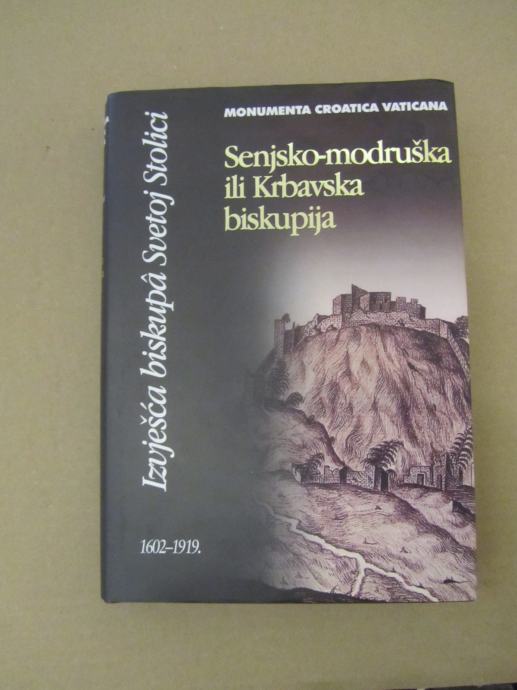 MONUMENTA CROATICA VATICANA
Senjsko-modruška
ili Krbavska
biskupija
Izvješća biskupâ Svetoj Stolici
1602–1919.